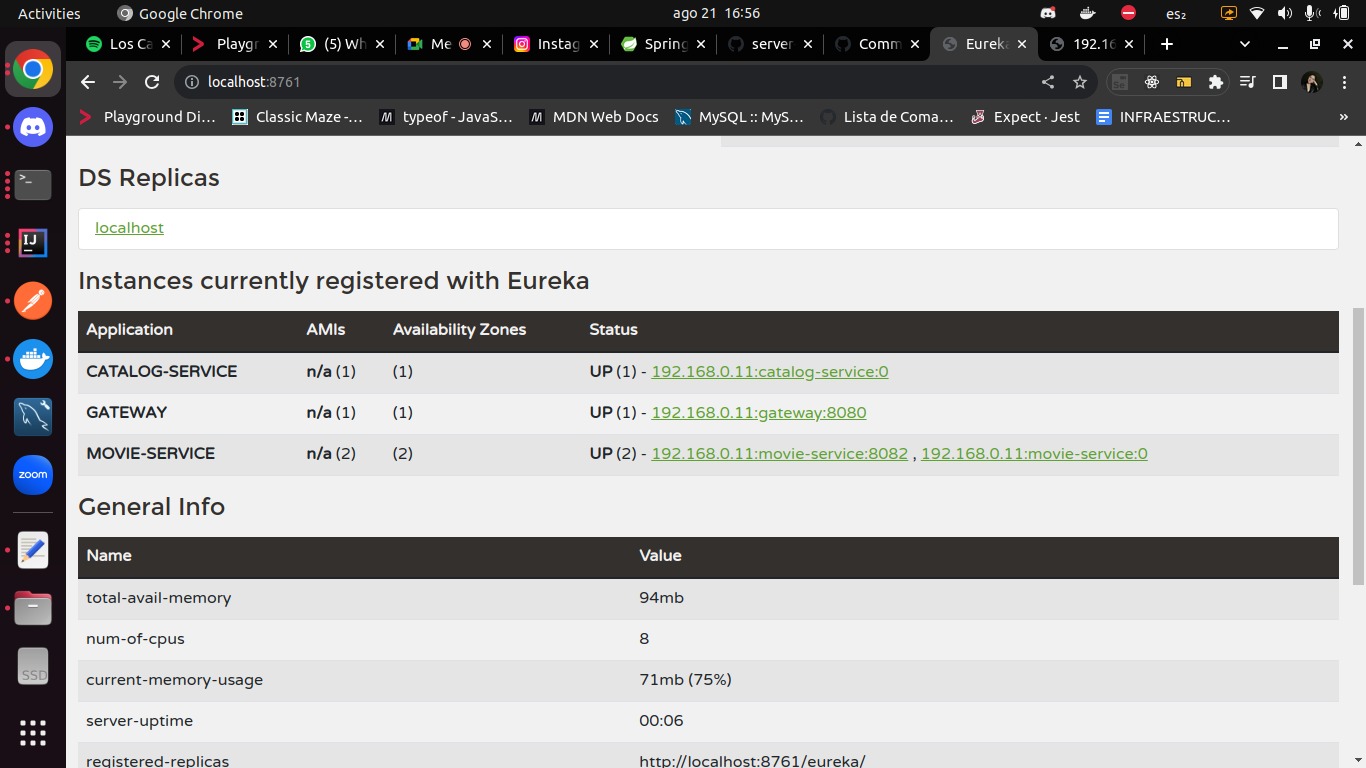 Activities Google Chrome ago 21 16:56 es₂
Los Ca Playgr (5) Wh Me Instag Spring server Comm Eureka 192.16
localhost:8761
Playground Di... Classic Maze -... typeof - JavaS... MDN Web Docs MySQL :: MyS... Lista de Coma... Expect · Jest INFRAESTRUC... »
DS Replicas
localhost
Instances currently registered with Eureka
Application AMIs Availability Zones Status
CATALOG-SERVICE n/a (1) (1) UP (1) - 192.168.0.11:catalog-service:0
GATEWAY n/a (1) (1) UP (1) - 192.168.0.11:gateway:8080
MOVIE-SERVICE n/a (2) (2) UP (2) - 192.168.0.11:movie-service:8082 , 192.168.0.11:movie-service:0
General Info
Name Value
total-avail-memory 94mb
num-of-cpus 8
current-memory-usage 71mb (75%)
server-uptime 00:06
registered-replicas http://localhost:8761/eureka/
IJ
zoom
SSD